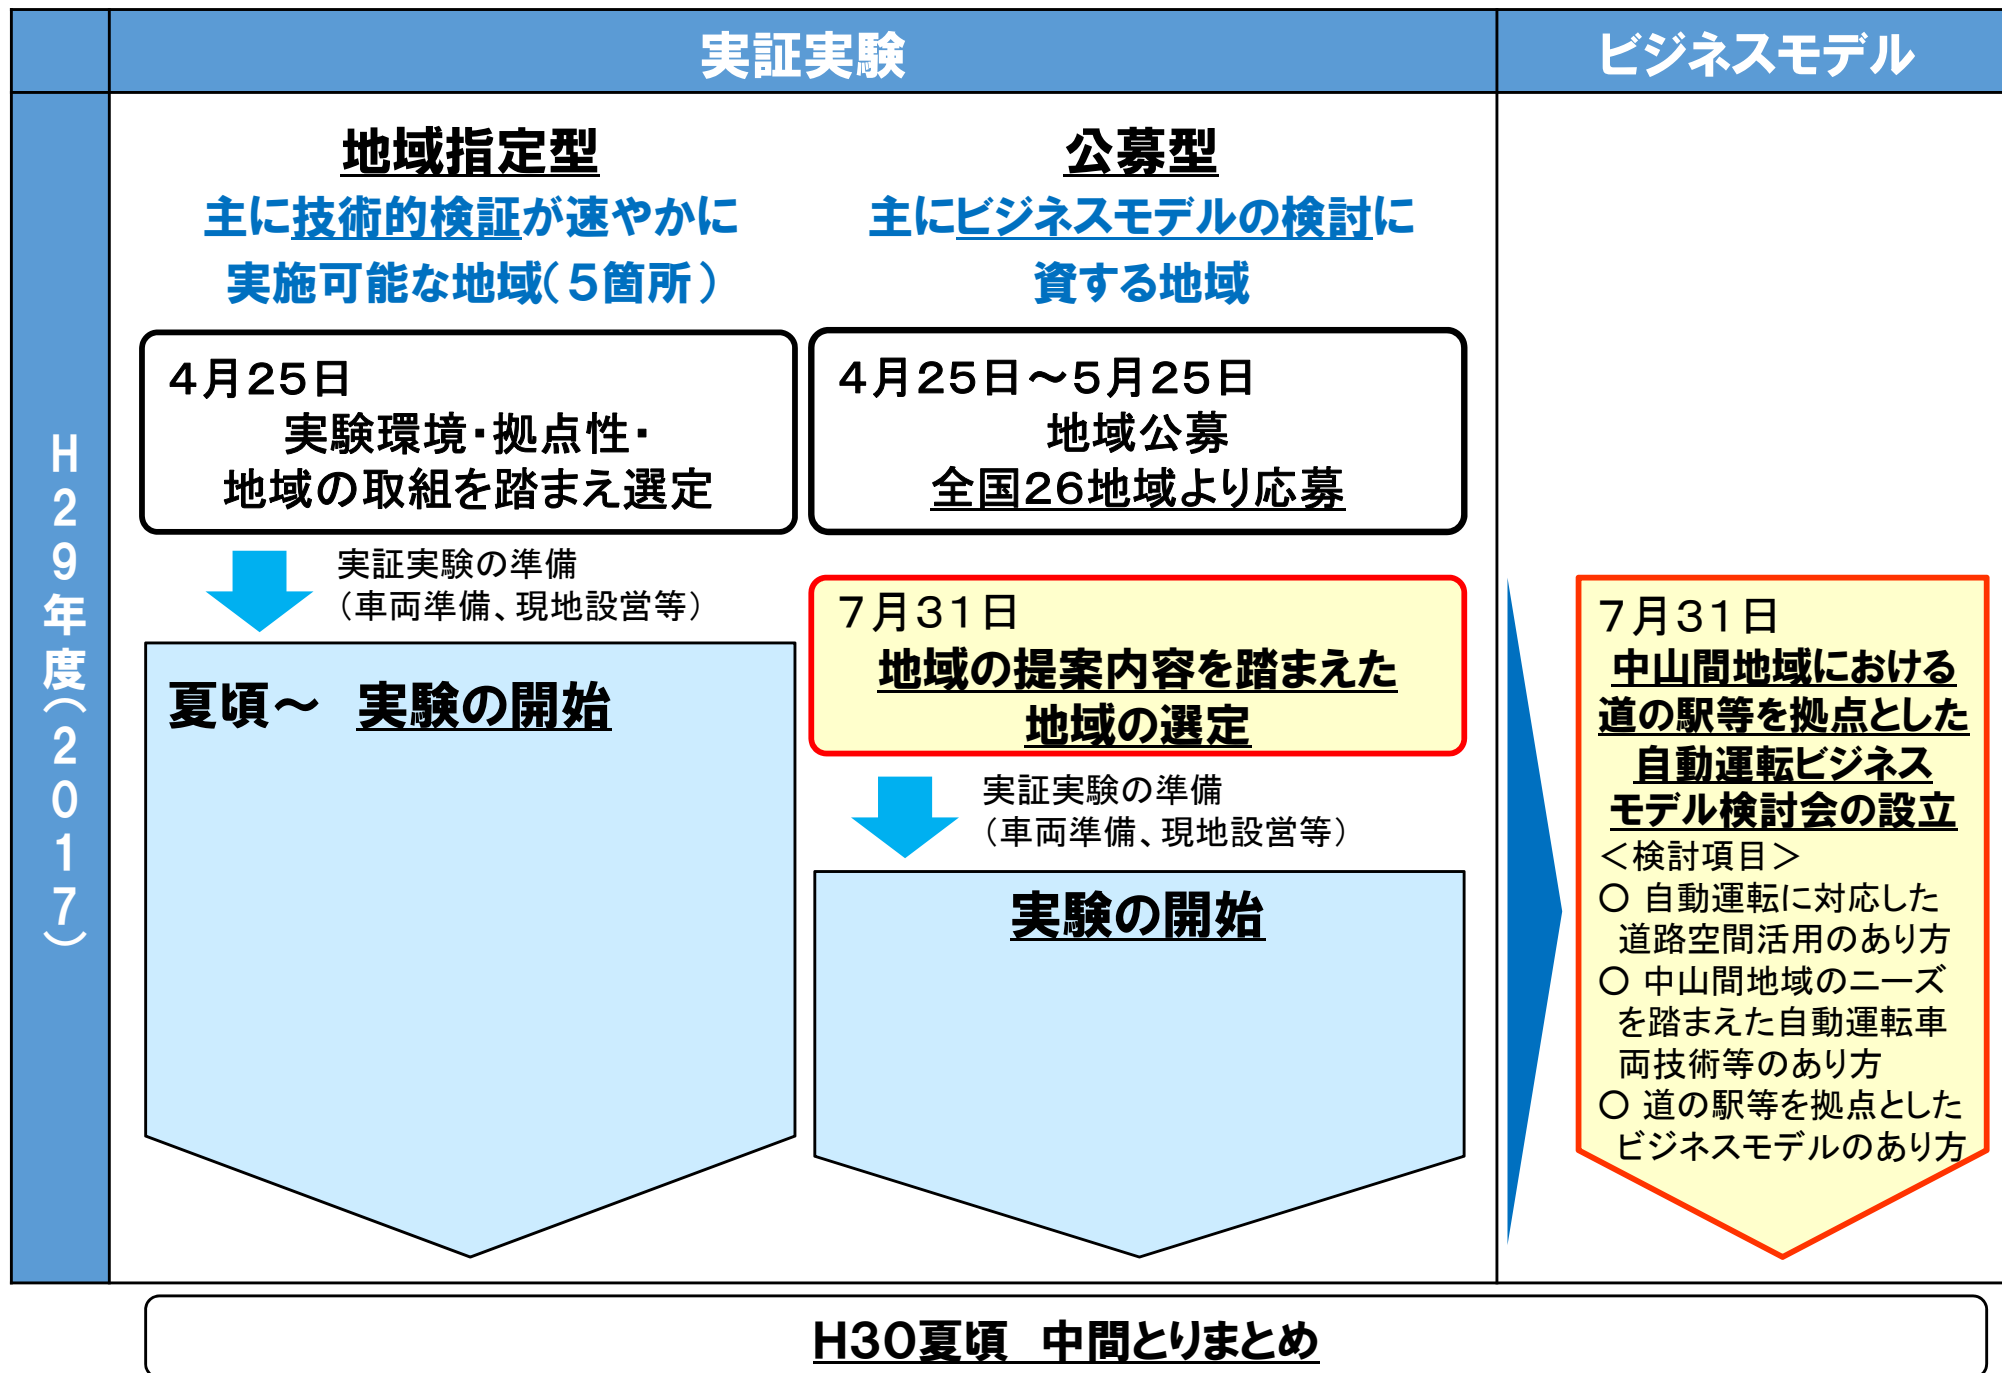 実証実験
ビジネスモデル
H29年度(2017)
地域指定型
主に技術的検証が速やかに
実施可能な地域(5箇所)
4月25日
実験環境・拠点性・
地域の取組を踏まえ選定
実証実験の準備
(車両準備、現地設営等)
夏頃～ 実験の開始
公募型
主にビジネスモデルの検討に
資する地域
4月25日～5月25日
地域公募
全国26地域より応募
7月31日
地域の提案内容を踏まえた
地域の選定
実証実験の準備
(車両準備、現地設営等)
実験の開始
7月31日
中山間地域における
道の駅等を拠点とした
自動運転ビジネス
モデル検討会の設立
＜検討項目＞
○ 自動運転に対応した
道路空間活用のあり方
○ 中山間地域のニーズ
を踏まえた自動運転車
両技術等のあり方
○ 道の駅等を拠点とした
ビジネスモデルのあり方
H30夏頃　中間とりまとめ